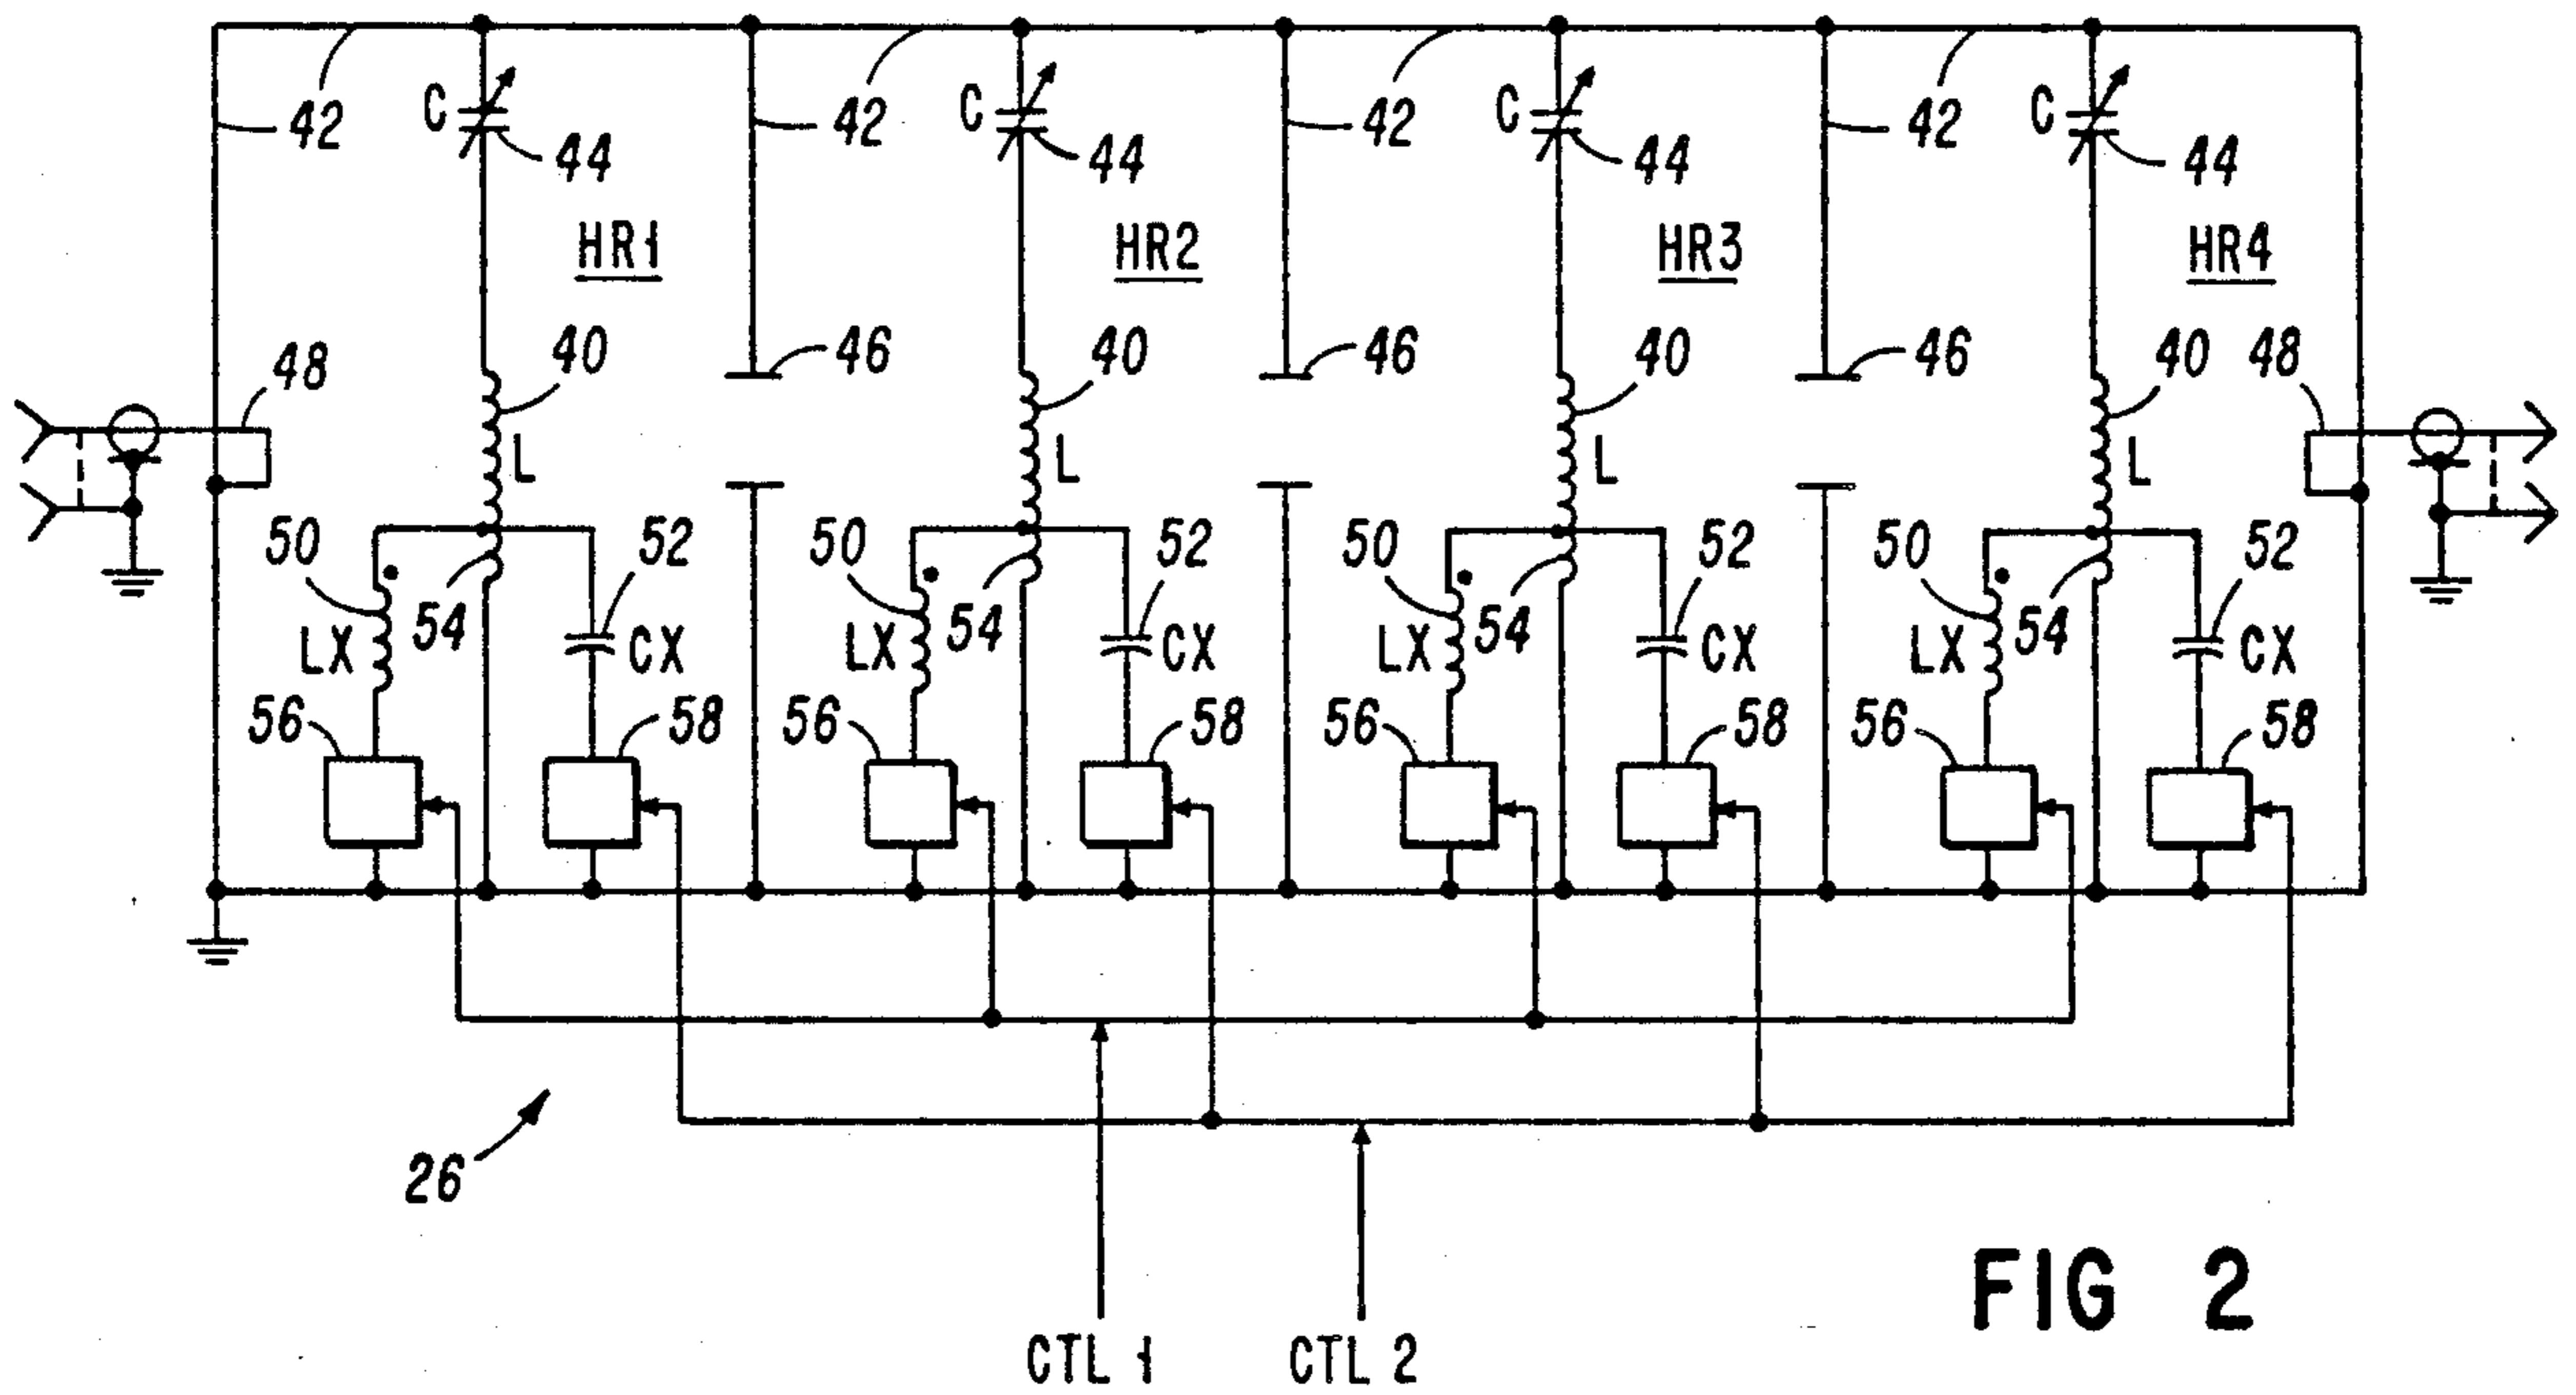 42 C 44 42 C 44 42 C 44 42 C 44
HR1 HR2 HR3 HR4
48 40 46 40 46 40 46 40 48
L L L L
50 52 50 52 50 52 50 52
LX 54 CX LX 54 CX LX 54 CX LX 54 CX
56 58 56 58 56 58 56 58
26
CTL 1 CTL 2
FIG 2